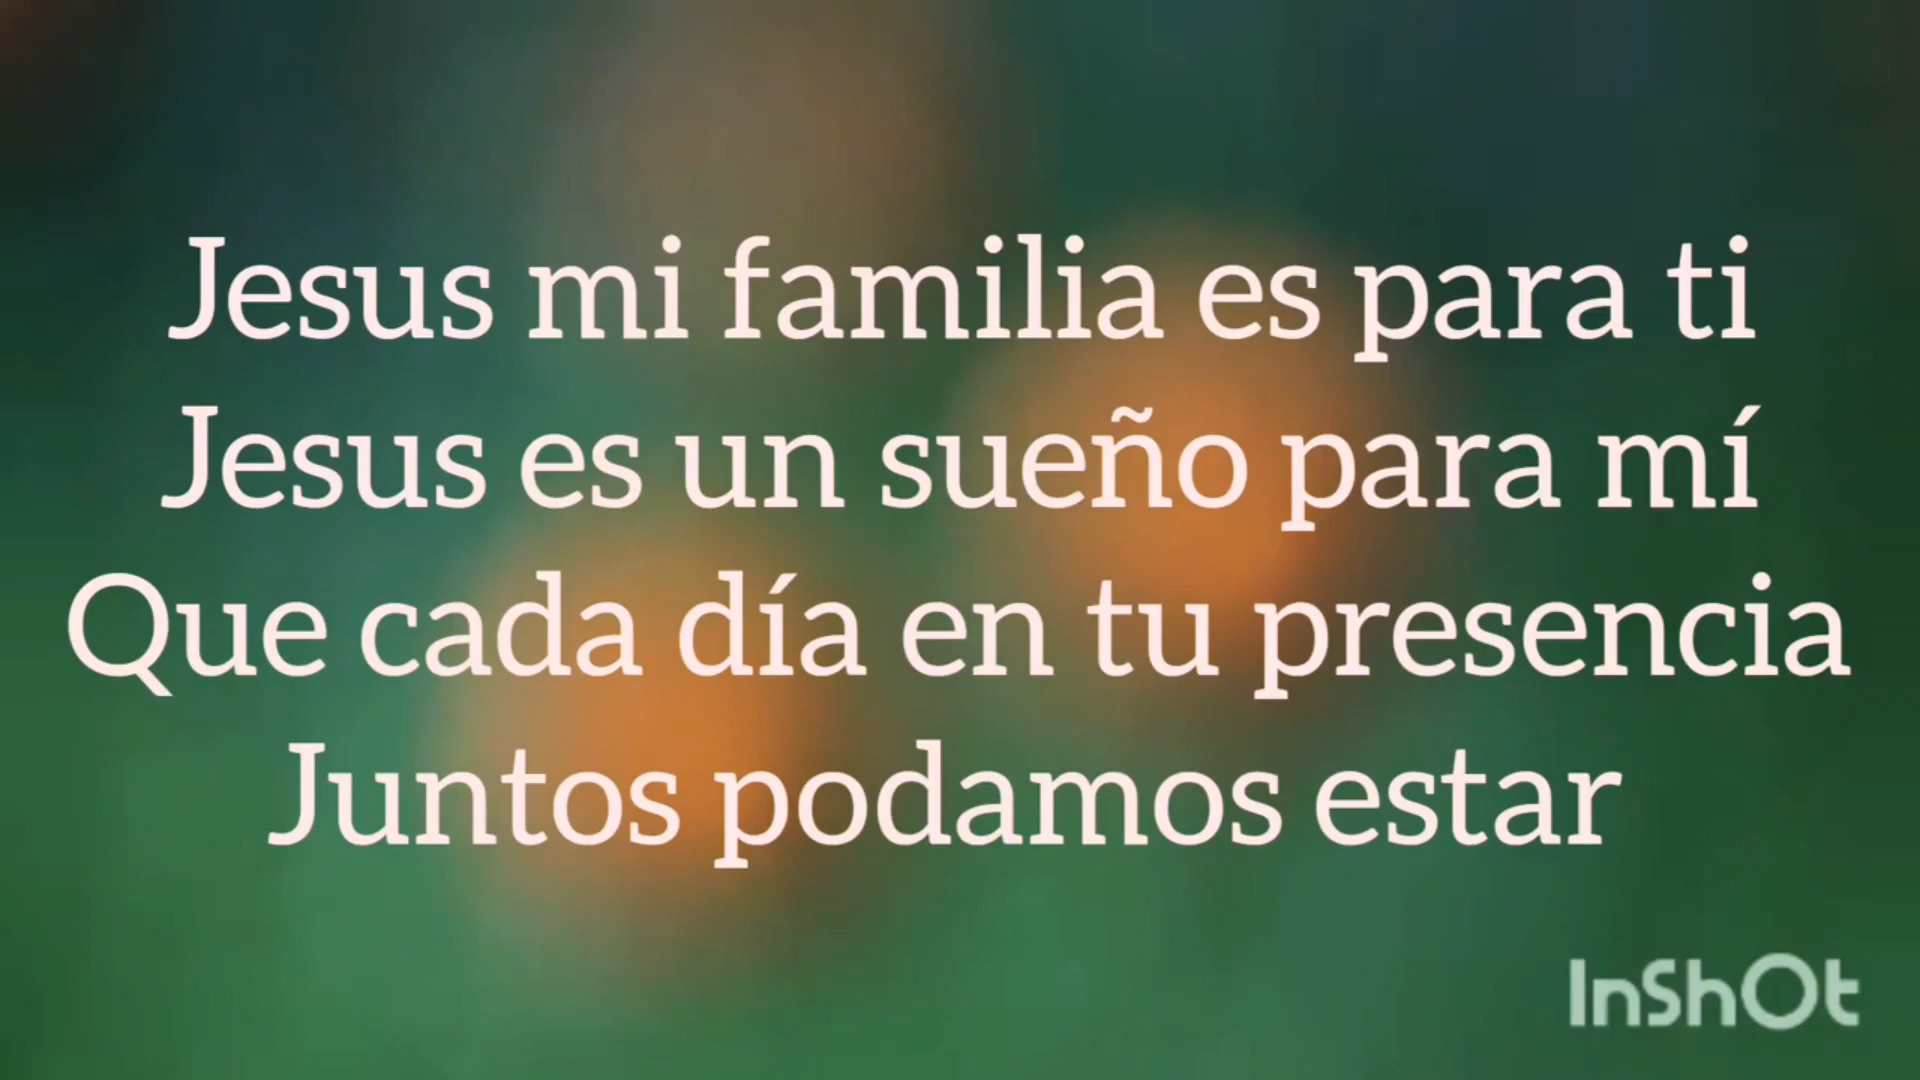 Jesus mi familia es para ti
Jesus es un sueño para mí
Que cada día en tu presencia
Juntos podamos estar
InShOt